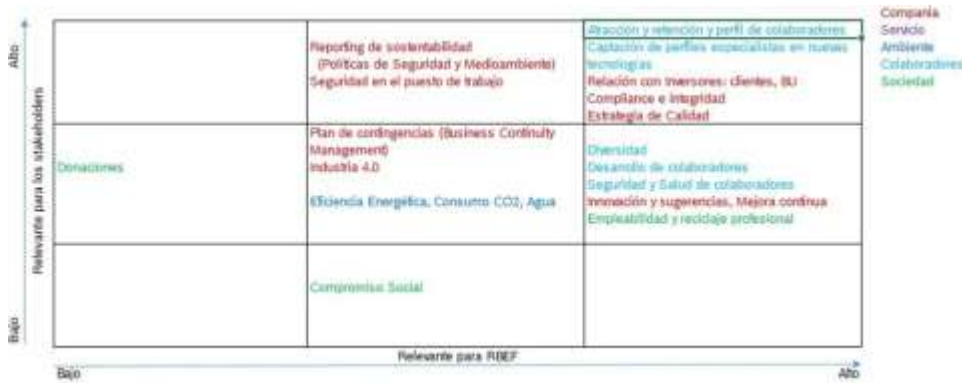 Compañía
Servicio
Ambiente
Colaboradores
Sociedad
Alto
Relevante para los stakeholders
Bajo
Reporting de sostentabilidad
(Políticas de Seguridad y Medioambiente)
Seguridad en el puesto de trabajo
Atracción y retención y perfil de colaboradores
Captación de perfiles especialistas en nuevas
tecnologías
Relación con Inversores: clientes, BU
Compliance e Integridad
Estrategia de Calidad
Donaciones
Plan de contingencias (Business Continuity
Management)
Industria 4.0
Eficiencia Energética, Consumo CO2, Agua
Diversidad
Desarollo de colaboradores
Seguridad y Salud de colaboradores
Innovación y sugerencias, Mejora continua
Empleabilidad y reciclaje profesional
Compromiso Social
Relevante para RBEF
Bajo
Alto